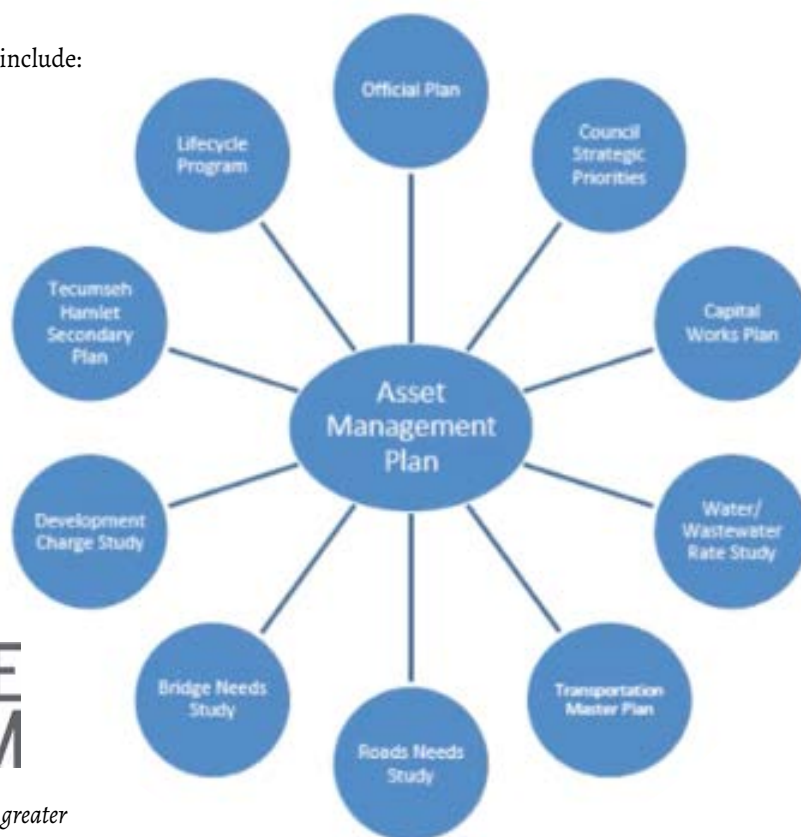 include:
Official Plan
Lifecycle
Program
Council
Strategic
Priorities
Tecumseh
Hamlet
Secondary
Plan
Capital
Works Plan
Asset
Management
Plan
Development
Charge Study
Water/
Wastewater
Rate Study
Bridge Needs
Study
Transportation
Master Plan
Roads Needs
Study
E
M
greater